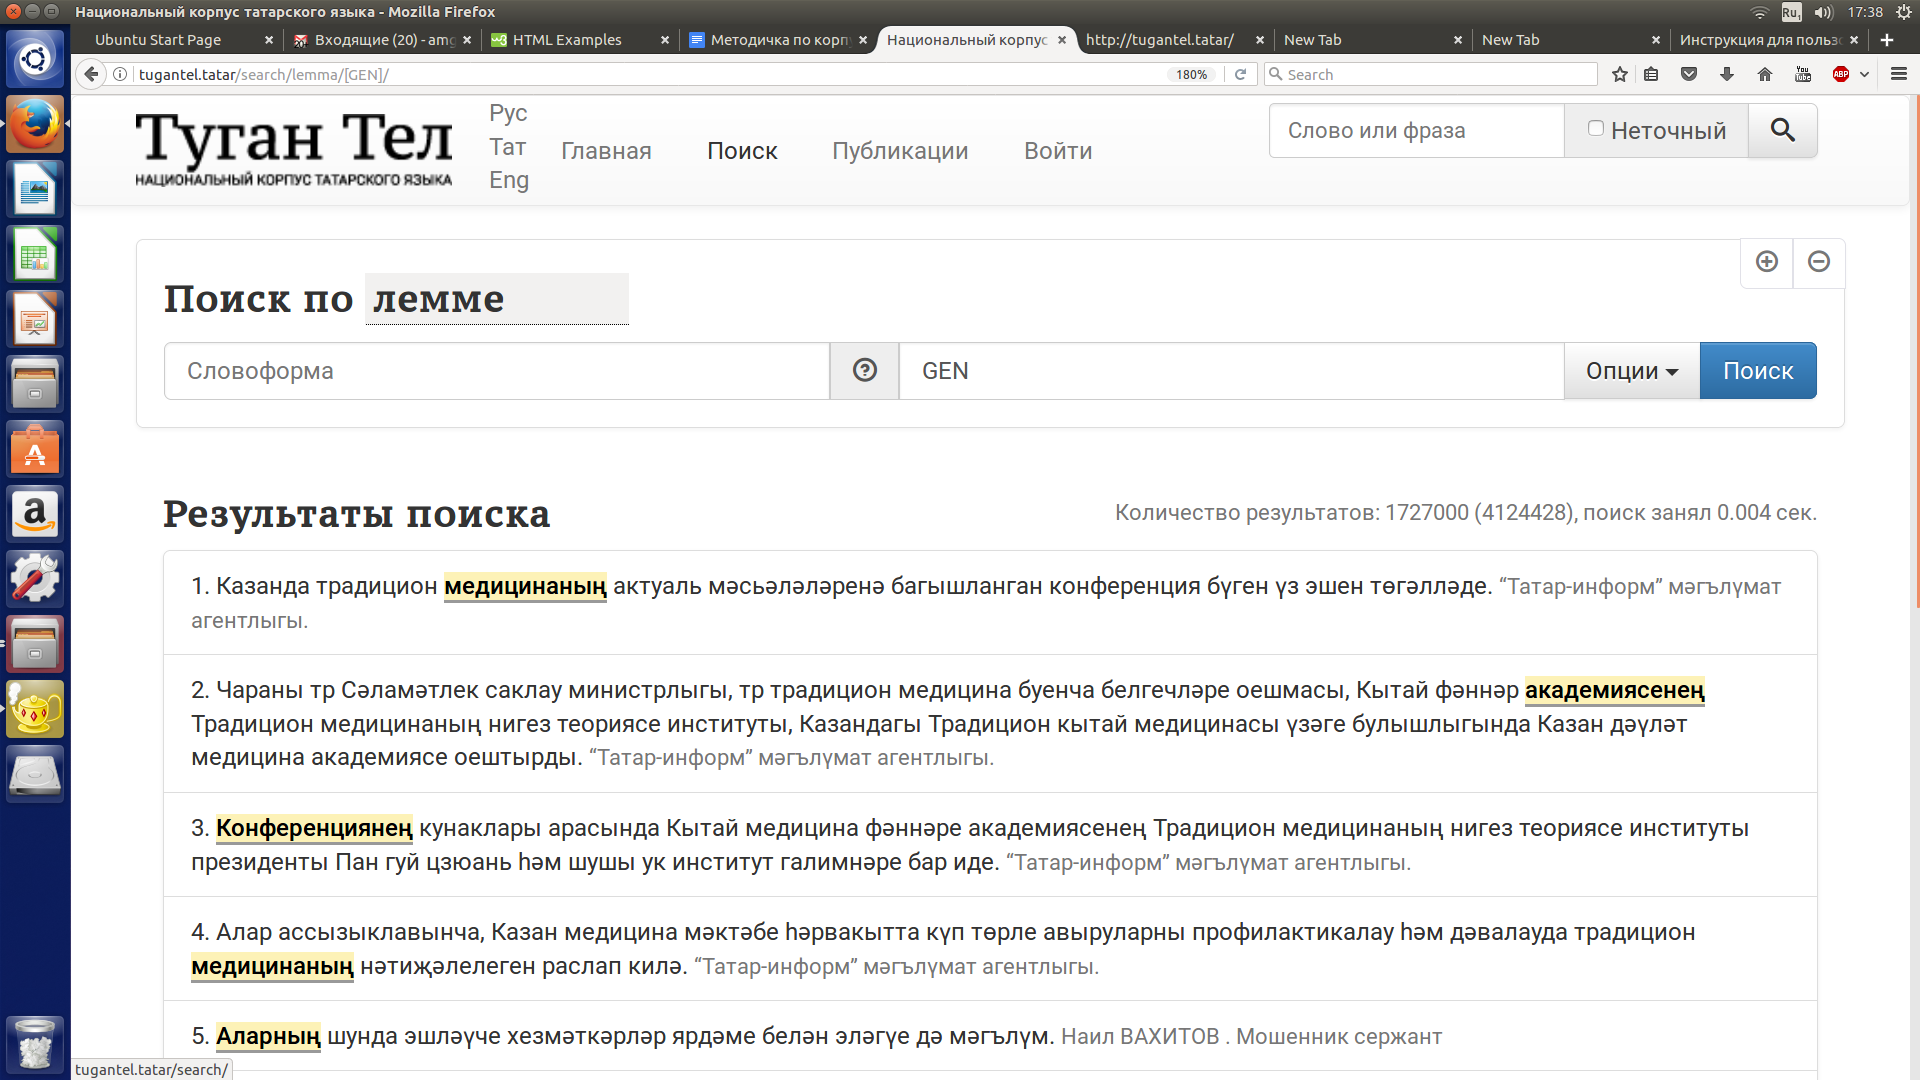 Национальный корпус татарского языка - Mozilla Firefox
Ru₁ 17:38
Ubuntu Start Page
Входящие (20) - amg
HTML Examples
Методичка по корп
Национальный корпус
http://tugantel.tatar/
New Tab
New Tab
Инструкция для польз
tugantel.tatar/search/lemma/[GEN]/
180%
Search
You Tube
ABP
Туган Тел
НАЦИОНАЛЬНЫЙ КОРПУС ТАТАРСКОГО ЯЗЫКА
Рус
Тат
Eng
Главная Поиск Публикации Войти
Слово или фраза Неточный
Поиск по лемме
Словоформа GEN Опции Поиск
Результаты поиска
Количество результатов: 1727000 (4124428), поиск занял 0.004 сек.
1. Казанда традицион медицинаның актуаль мәсьәләләренә багышланган конференция бүген үз эшен төгәлләде. “Татар-информ” мәгълүмат
агентлыгы.
2. Чараны тр Сәламәтлек саклау министрлыгы, тр традицион медицина буенча белгечләре оешмасы, Кытай фәннәр академиясенең
Традицион медицинаның нигез теориясе институты, Казандагы Традицион кытай медицинасы үзәге булышлыгында Казан дәүләт
медицина академиясе оештырды. “Татар-информ” мәгълүмат агентлыгы.
3. Конференциянең кунаклары арасында Кытай медицина фәннәре академиясенең Традицион медицинаның нигез теориясе институты
президенты Пан гуй цзюань һәм шушы ук институт галимнәре бар иде. “Татар-информ” мәгълүмат агентлыгы.
4. Алар ассызыклавынча, Казан медицина мәктәбе һәрвакытта күп төрле авыруларны профилактикалау һәм дәвалауда традицион
медицинаның нәтиҗәлелеген раслап килә. “Татар-информ” мәгълүмат агентлыгы.
5. Аларның шунда эшләүче хезмәткәрләр ярдәме белән эләгүе дә мәгълүм. Наил ВАХИТОВ . Мошенник сержант
tugantel.tatar/search/